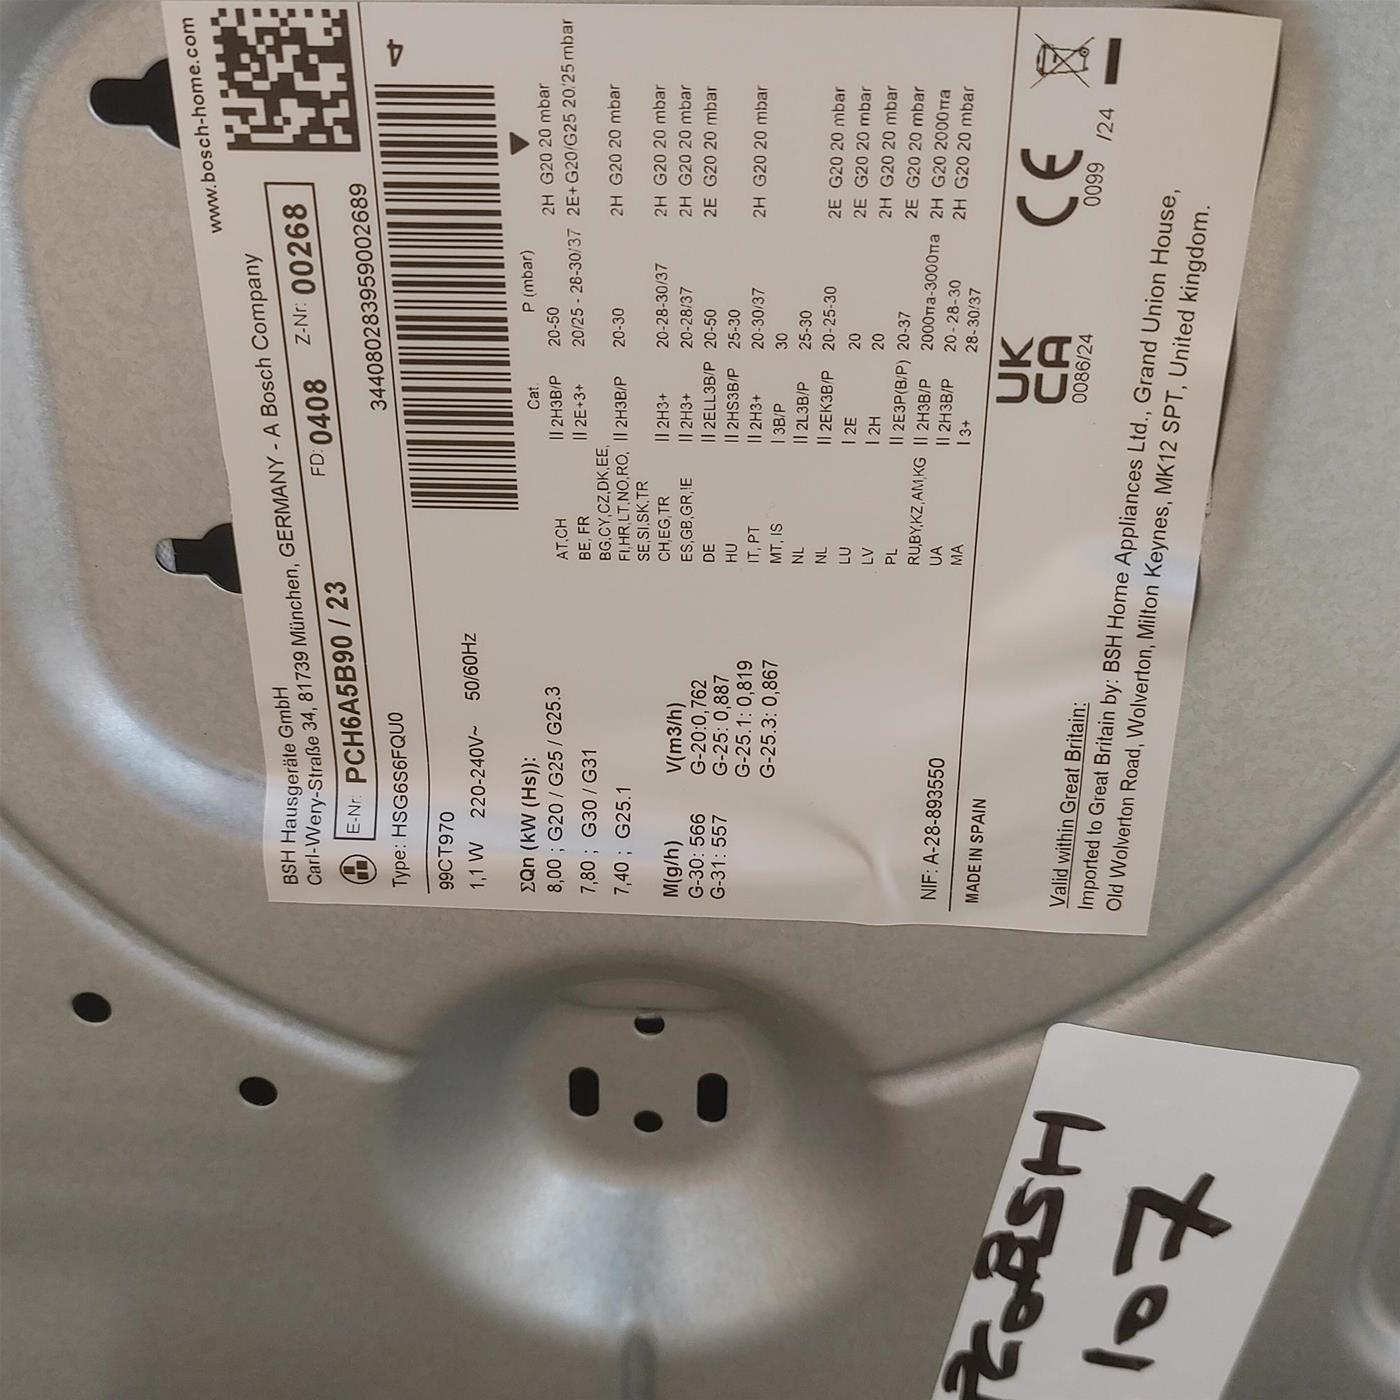 www.bosch-home.com
BSH Hausgeräte GmbH
Carl-Wery-Straße 34, 81739 München, GERMANY - A Bosch Company
E-Nr: PCH6A5B90 / 23 FD: 0408 Z-Nr: 00268
Type: HSG6S6FQU0
344080283959002689
4
99CT970
1,1 W 220-240V~ 50/60Hz
ΣQn (kW (Hs)):
8,00 ; G20 / G25 / G25.3
7,80 ; G30 / G31
7,40 ; G25.1
M(g/h) V(m3/h)
G-30: 566 G-20:0,762
G-31: 557 G-25: 0,887
G-25.1: 0,819
G-25.3: 0,867
Cat. P (mbar)
AT,CH II 2H3B/P 20-50 2H G20 20 mbar
BE, FR II 2E+3+ 20/25 - 28-30/37 2E+ G20/G25 20/25 mbar
BG,CY,CZ,DK,EE,
FI,HR,LT,NO,RO, II 2H3B/P 20-30 2H G20 20 mbar
SE,SI,SK,TR
CH,EG,TR II 2H3+ 20-28-30/37 2H G20 20 mbar
ES,GB,GR,IE II 2H3+ 20-28/37 2H G20 20 mbar
DE II 2ELL3B/P 20-50 2E G20 20 mbar
HU II 2HS3B/P 25-30
IT, PT II 2H3+ 20-30/37 2H G20 20 mbar
MT, IS I 3B/P 30
NL II 2L3B/P 25-30
NL II 2EK3B/P 20-25-30 2E G20 20 mbar
LU I 2E 20 2E G20 20 mbar
LV I 2H 20 2H G20 20 mbar
PL II 2E3P(B/P) 20-37 2E G20 20 mbar
RU,BY,KZ,AM,KG II 2H3B/P 2000πa-3000πa 2H G20 2000πa
UA II 2H3B/P 20 - 28-30 2H G20 20 mbar
MA I 3+ 28- 30/37
NIF: A-28-893550
MADE IN SPAIN
UK
CA
0086/24
CE
0099 /24
Valid within Great Britain:
Imported to Great Britain by: BSH Home Appliances Ltd., Grand Union House,
Old Wolverton Road, Wolverton, Milton Keynes, MK12 5PT, United kingdom.
107